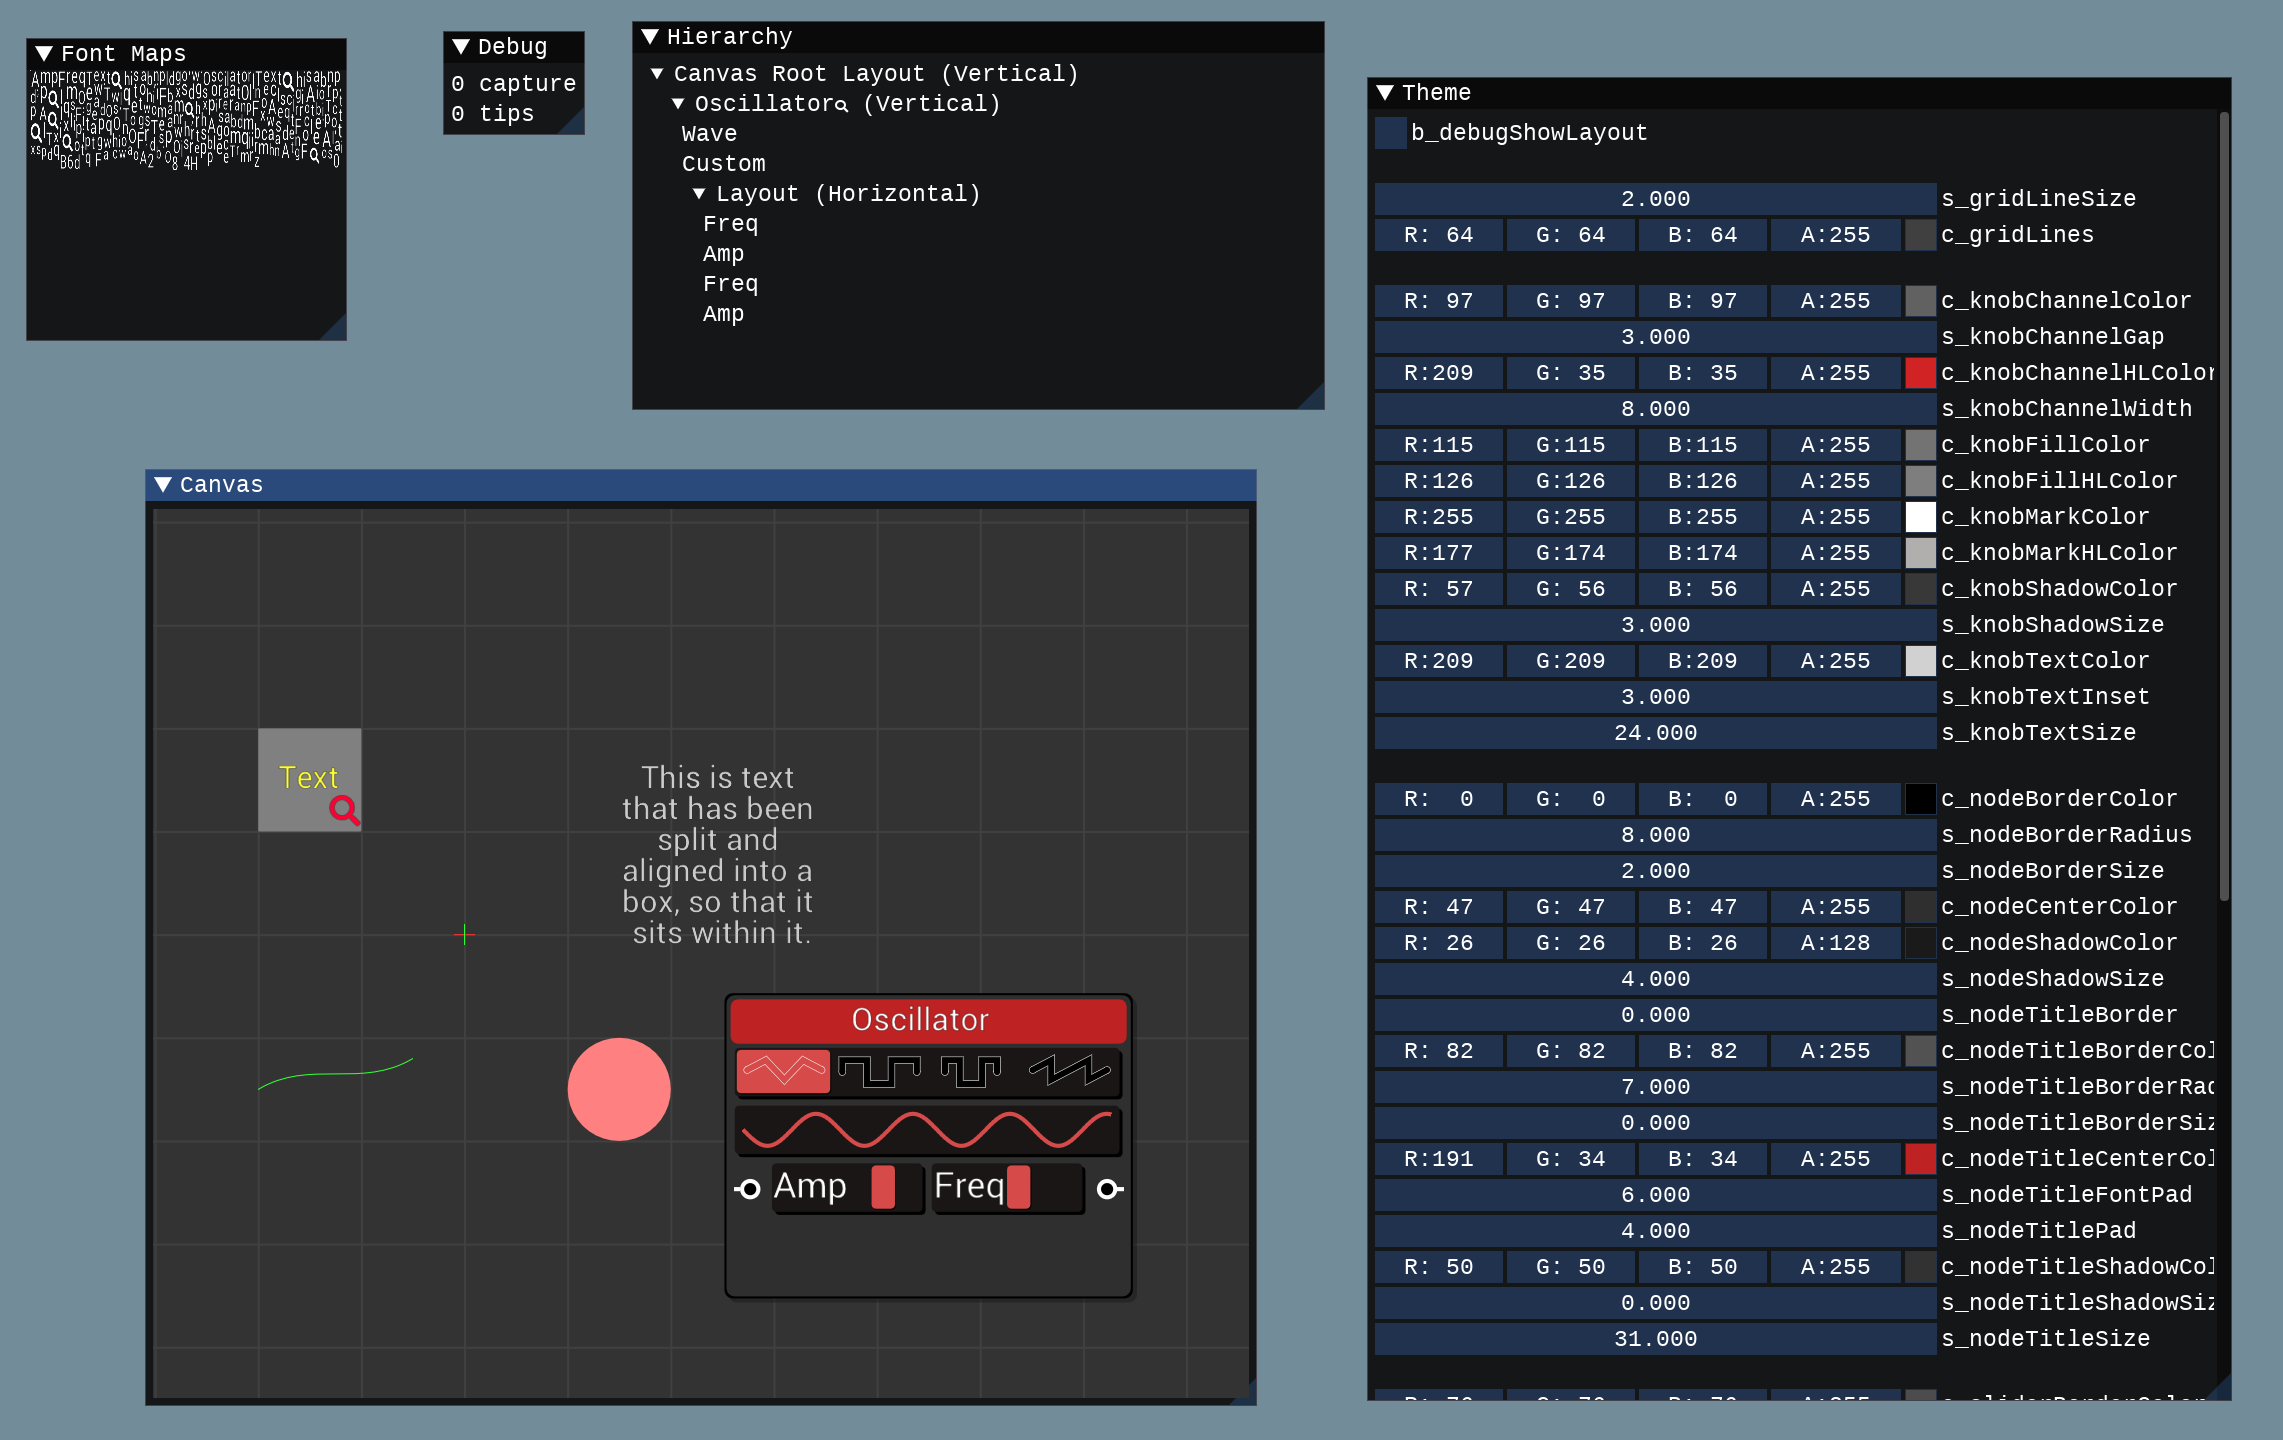 Font Maps
Debug
0 capture
0 tips
Hierarchy
Canvas Root Layout (Vertical)
Oscillator (Vertical)
Wave
Custom
Layout (Horizontal)
Freq
Amp
Freq
Amp
Canvas
Text
This is text
that has been
split and
aligned into a
box, so that it
sits within it.
Oscillator
Amp
Freq
Theme
b_debugShowLayout
2.000 s_gridLineSize
R: 64 G: 64 B: 64 A:255 c_gridLines
R: 97 G: 97 B: 97 A:255 c_knobChannelColor
3.000 s_knobChannelGap
R:209 G: 35 B: 35 A:255 c_knobChannelHLColor
8.000 s_knobChannelWidth
R:115 G:115 B:115 A:255 c_knobFillColor
R:126 G:126 B:126 A:255 c_knobFillHLColor
R:255 G:255 B:255 A:255 c_knobMarkColor
R:177 G:174 B:174 A:255 c_knobMarkHLColor
R: 57 G: 56 B: 56 A:255 c_knobShadowColor
3.000 s_knobShadowSize
R:209 G:209 B:209 A:255 c_knobTextColor
3.000 s_knobTextInset
24.000 s_knobTextSize
R: 0 G: 0 B: 0 A:255 c_nodeBorderColor
8.000 s_nodeBorderRadius
2.000 s_nodeBorderSize
R: 47 G: 47 B: 47 A:255 c_nodeCenterColor
R: 26 G: 26 B: 26 A:128 c_nodeShadowColor
4.000 s_nodeShadowSize
0.000 s_nodeTitleBorder
R: 82 G: 82 B: 82 A:255 c_nodeTitleBorderCol
7.000 s_nodeTitleBorderRad
0.000 s_nodeTitleBorderSiz
R:191 G: 34 B: 34 A:255 c_nodeTitleCenterCol
6.000 s_nodeTitleFontPad
4.000 s_nodeTitlePad
R: 50 G: 50 B: 50 A:255 c_nodeTitleShadowCol
0.000 s_nodeTitleShadowSiz
31.000 s_nodeTitleSize